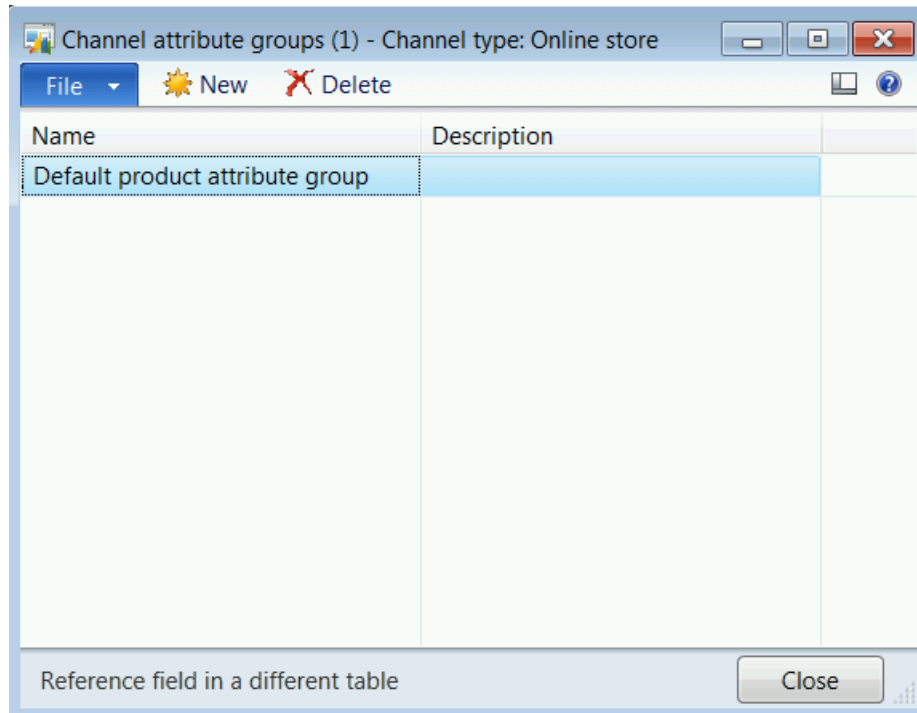 Channel attribute groups (1) - Channel type: Online store
File New Delete
Name Description
Default product attribute group
Reference field in a different table Close